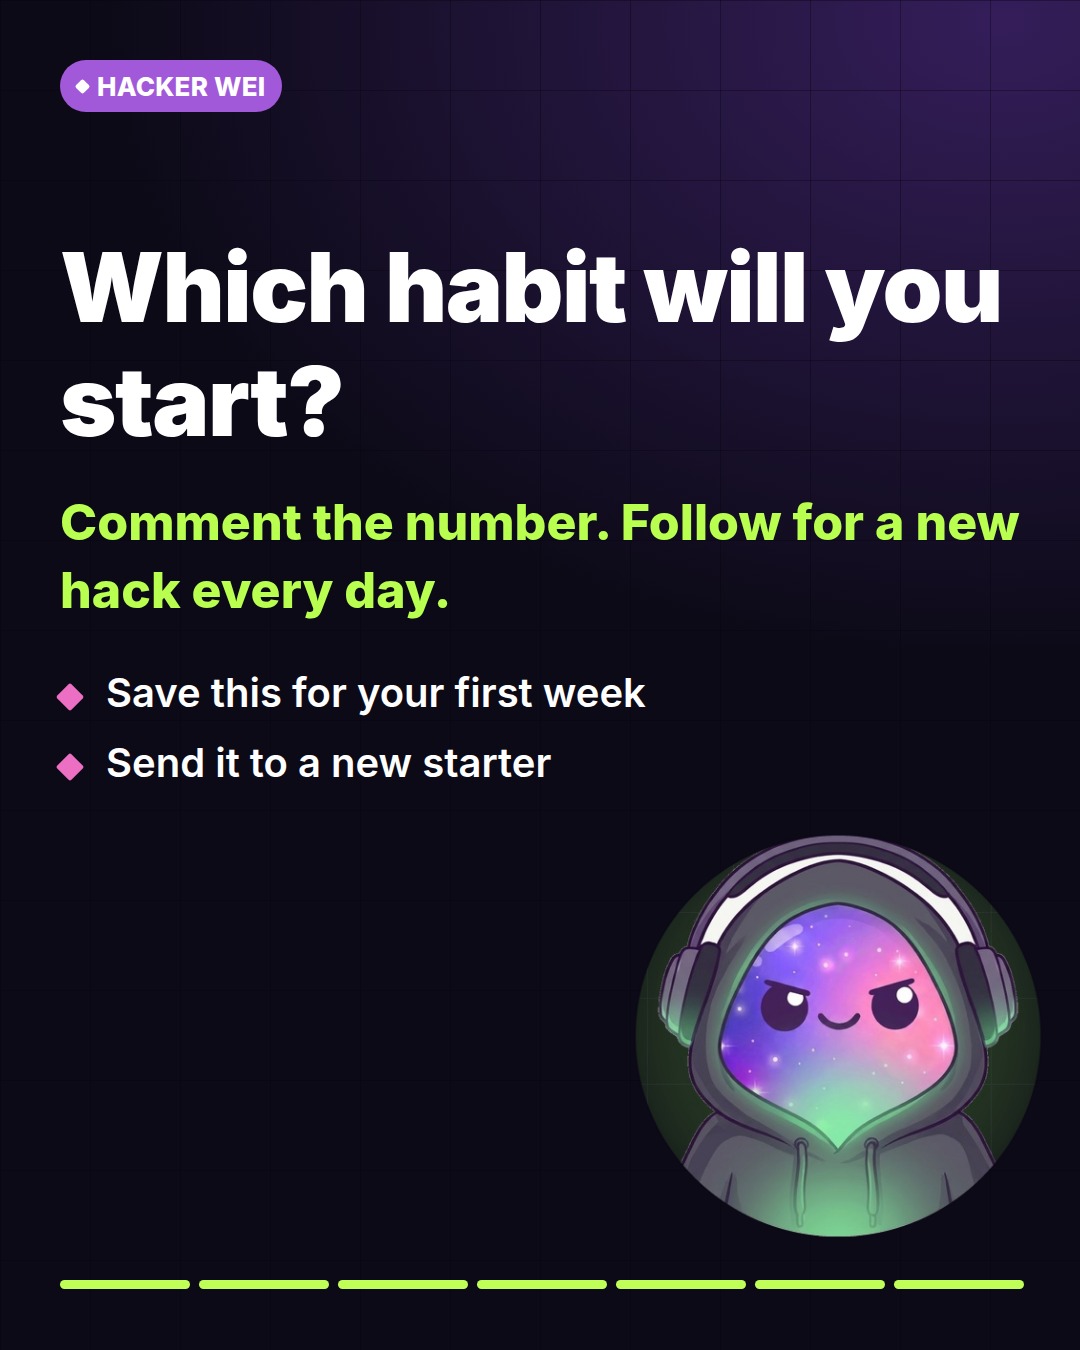 HACKER WEI
Which habit will you
start?
Comment the number. Follow for a new
hack every day.
Save this for your first week
Send it to a new starter